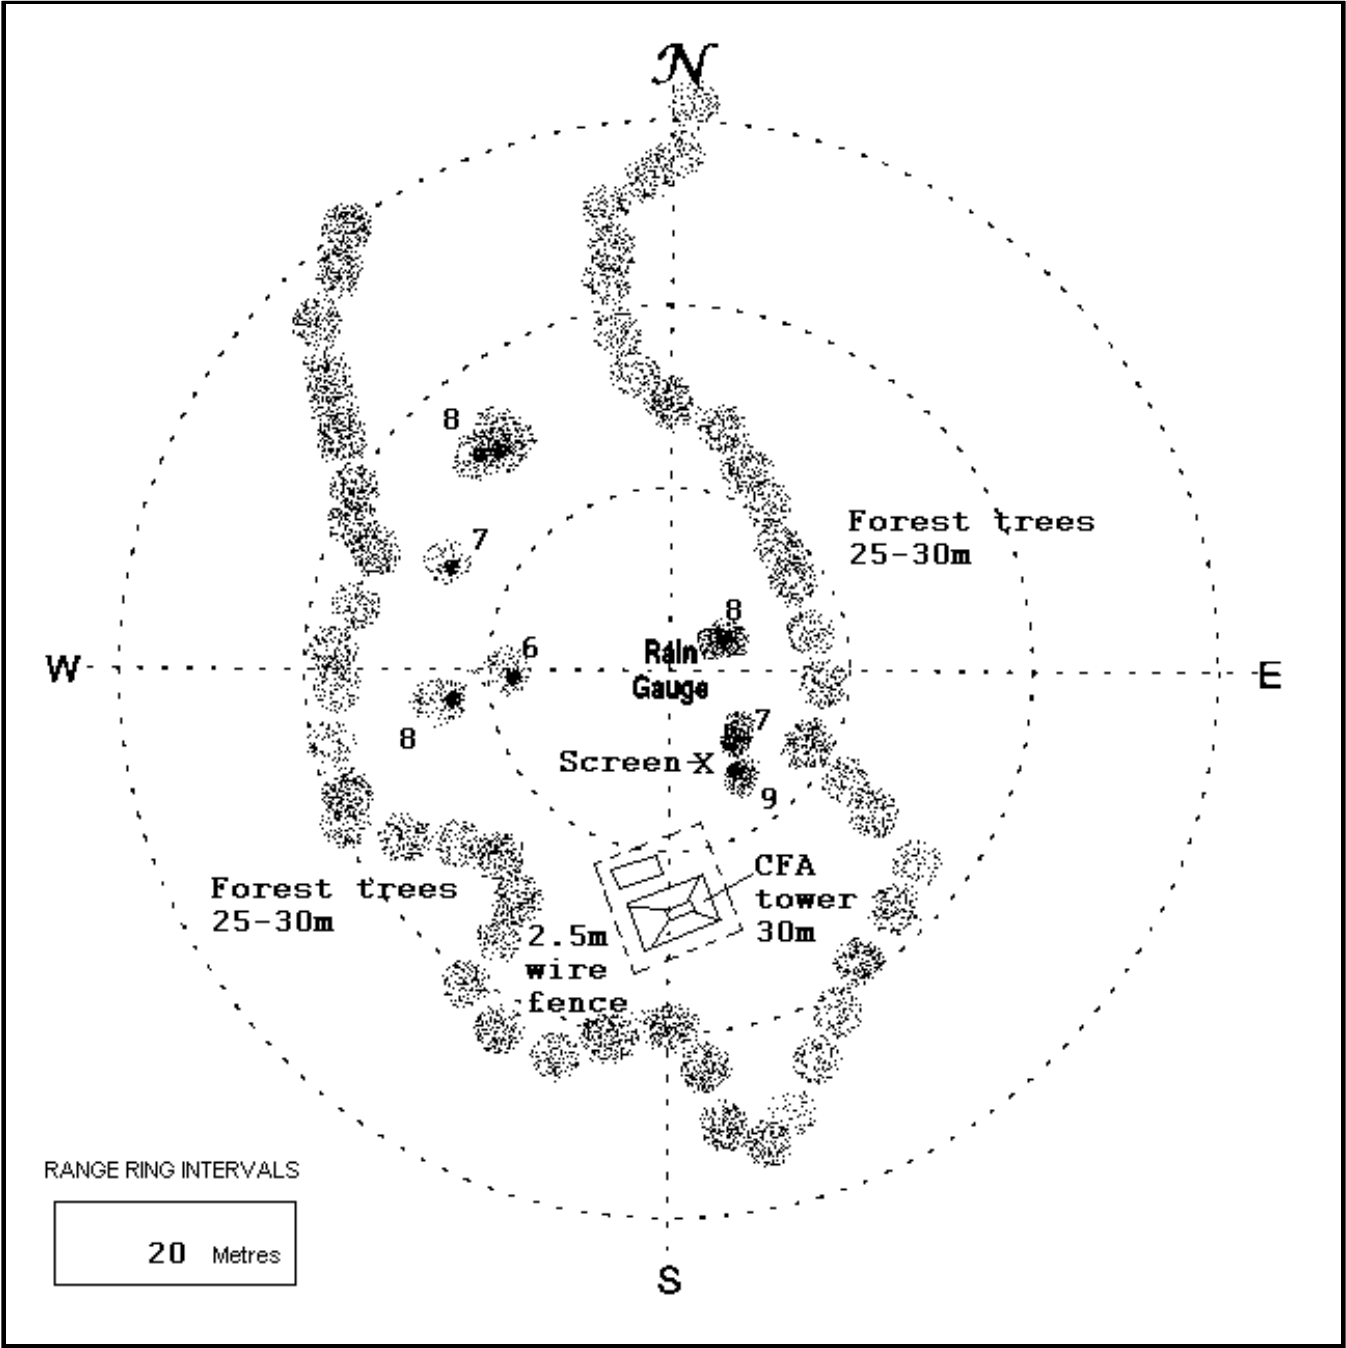 N
8
Forest trees
25-30m
7
8
Rain
Gauge
6
W
E
8
7
Screen X
9
CFA
tower
30m
Forest trees
25-30m
2.5m
wire
fence
RANGE RING INTERVALS
20 Metres
S